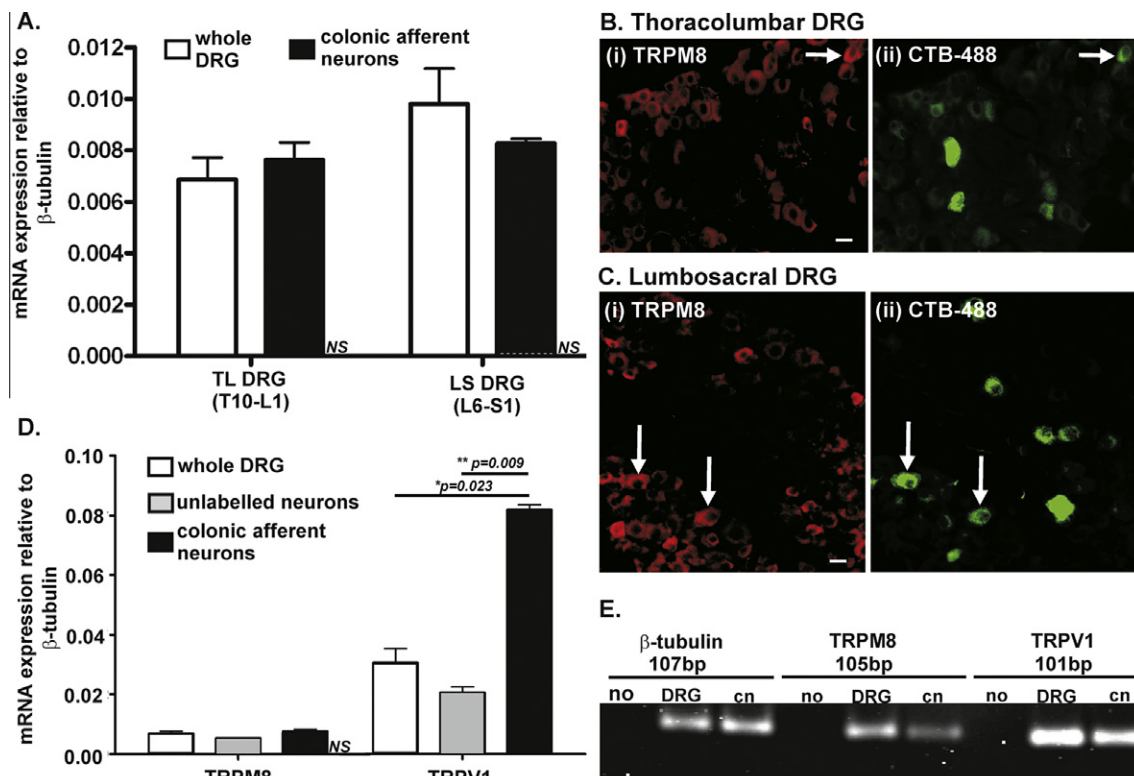 A.
mRNA expression relative to
β-tubulin
0.012
0.010
0.008
0.006
0.004
0.002
0.000
whole
DRG
colonic afferent
neurons
NS
NS
TL DRG
(T10-L1)
LS DRG
(L6-S1)
B. Thoracolumbar DRG
(i) TRPM8
(ii) CTB-488
C. Lumbosacral DRG
(i) TRPM8
(ii) CTB-488
D.
mRNA expression relative to
β-tubulin
0.10
0.08
0.06
0.04
0.02
0.00
whole DRG
unlabelled neurons
colonic afferent
neurons
** p=0.009
*p=0.023
NS
TRPM8
TRPV1
E.
β-tubulin
107bp
TRPM8
105bp
TRPV1
101bp
no DRG cn no DRG cn no DRG cn